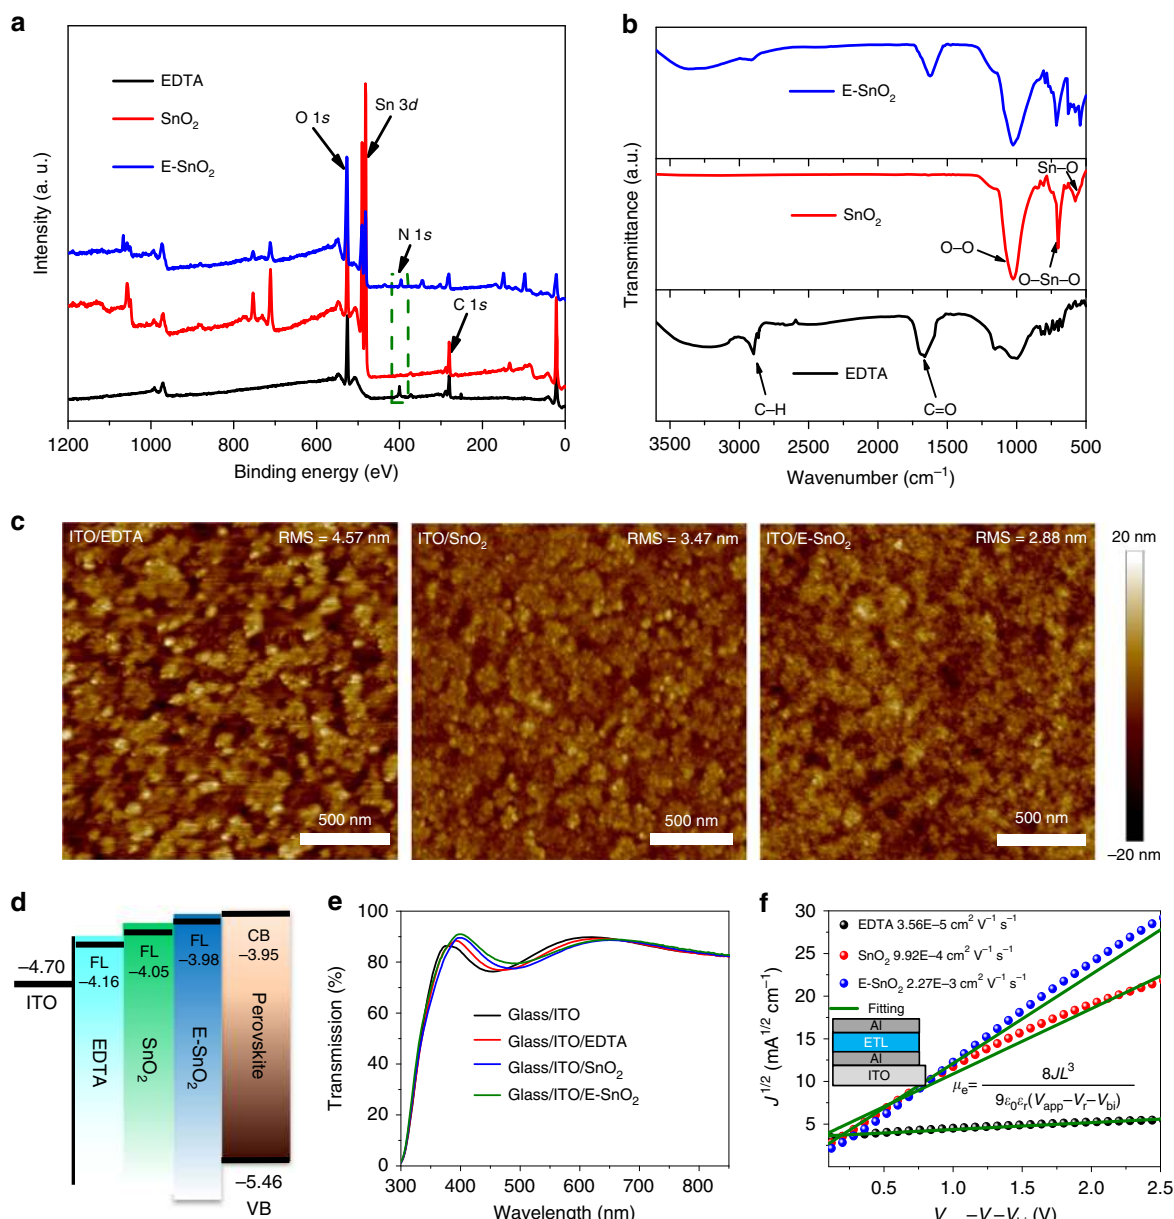 a
EDTA
SnO₂
E-SnO₂
O 1s
Sn 3d
N 1s
C 1s
Intensity (a. u.)
1200 1000 800 600 400 200 0
Binding energy (eV)
b
E-SnO₂
SnO₂
Sn–O
O–O
O–Sn–O
EDTA
C–H
C=O
Transmittance (a.u.)
3500 3000 2500 2000 1500 1000 500
Wavenumber (cm⁻¹)
c
ITO/EDTA RMS = 4.57 nm
500 nm
ITO/SnO₂ RMS = 3.47 nm
500 nm
ITO/E-SnO₂ RMS = 2.88 nm
500 nm
20 nm
–20 nm
d
–4.70
ITO
FL
–4.16
EDTA
FL
–4.05
SnO₂
FL
–3.98
E-SnO₂
CB
–3.95
Perovskite
–5.46
VB
e
Transmission (%)
100
80
60
40
20
0
Glass/ITO
Glass/ITO/EDTA
Glass/ITO/SnO₂
Glass/ITO/E-SnO₂
300 400 500 600 700 800
Wavelength (nm)
f
J^1/2 (mA^1/2 cm⁻¹)
30
25
20
15
10
5
EDTA 3.56E–5 cm² V⁻¹ s⁻¹
SnO₂ 9.92E–4 cm² V⁻¹ s⁻¹
E-SnO₂ 2.27E–3 cm² V⁻¹ s⁻¹
Fitting
Al
ETL
Al
ITO
μe= 8JL³ / 9ε₀εr(Vapp–Vr–Vbi)
0.5 1.0 1.5 2.0 2.5